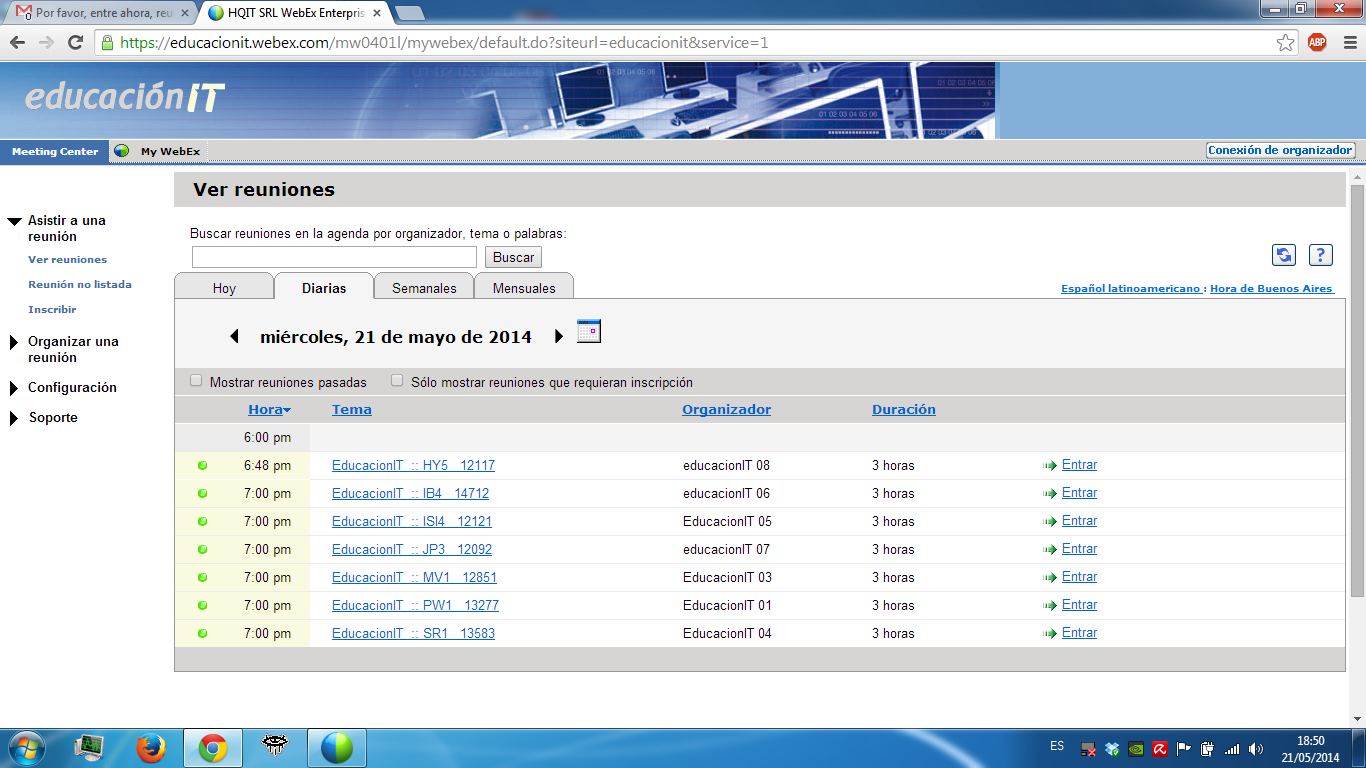 Por favor, entre ahora, reu
HQIT SRL WebEx Enterpris
https://educacionit.webex.com/mw0401l/mywebex/default.do?siteurl=educacionit&service=1
ABP
educaciónIT
01 02 03 04 05 06
01 02 03 04 05 06
Meeting Center
My WebEx
Conexión de organizador
Ver reuniones
Asistir a una
reunión
Ver reuniones
Reunión no listada
Inscribir
Organizar una
reunión
Configuración
Soporte
Buscar reuniones en la agenda por organizador, tema o palabras:
Buscar
?
Hoy Diarias Semanales Mensuales
Español latinoamericano : Hora de Buenos Aires
miércoles, 21 de mayo de 2014
Mostrar reuniones pasadas Sólo mostrar reuniones que requieran inscripción
Hora Tema Organizador Duración
6:00 pm
6:48 pm EducacionIT :: HY5 12117 educacionIT 08 3 horas Entrar
7:00 pm EducacionIT :: IB4 14712 educacionIT 06 3 horas Entrar
7:00 pm EducacionIT :: ISI4 12121 EducacionIT 05 3 horas Entrar
7:00 pm EducacionIT :: JP3 12092 educacionIT 07 3 horas Entrar
7:00 pm EducacionIT :: MV1 12851 EducacionIT 03 3 horas Entrar
7:00 pm EducacionIT :: PW1 13277 EducacionIT 01 3 horas Entrar
7:00 pm EducacionIT :: SR1 13583 EducacionIT 04 3 horas Entrar
ES
18:50
21/05/2014